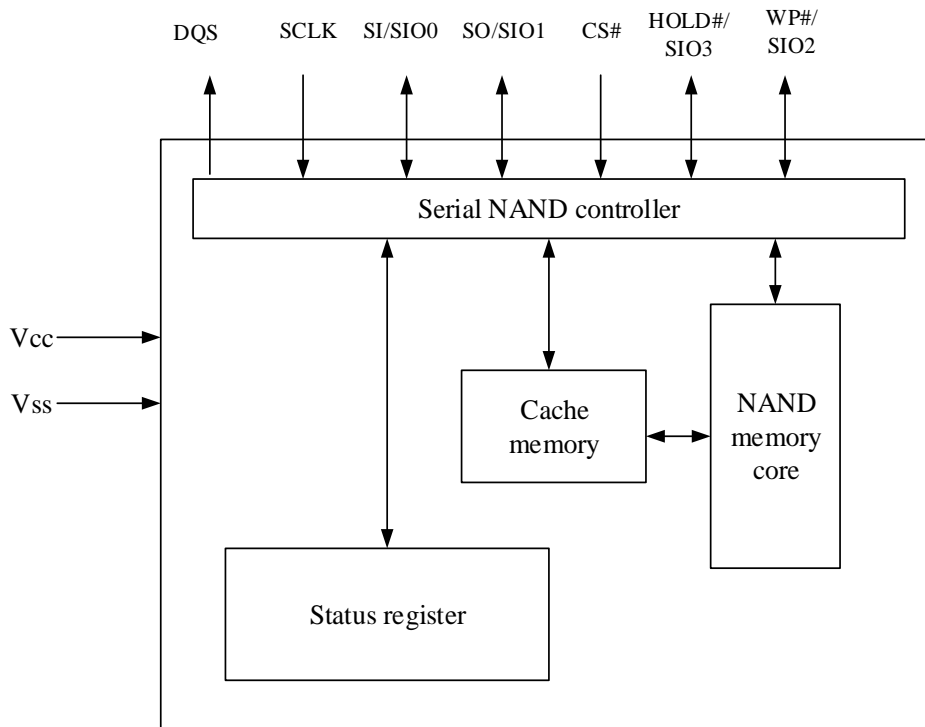 DQS
SCLK
SI/SIO0
SO/SIO1
CS#
HOLD#/
SIO3
WP#/
SIO2
Serial NAND controller
Vcc
Vss
Cache
memory
NAND
memory
core
Status register